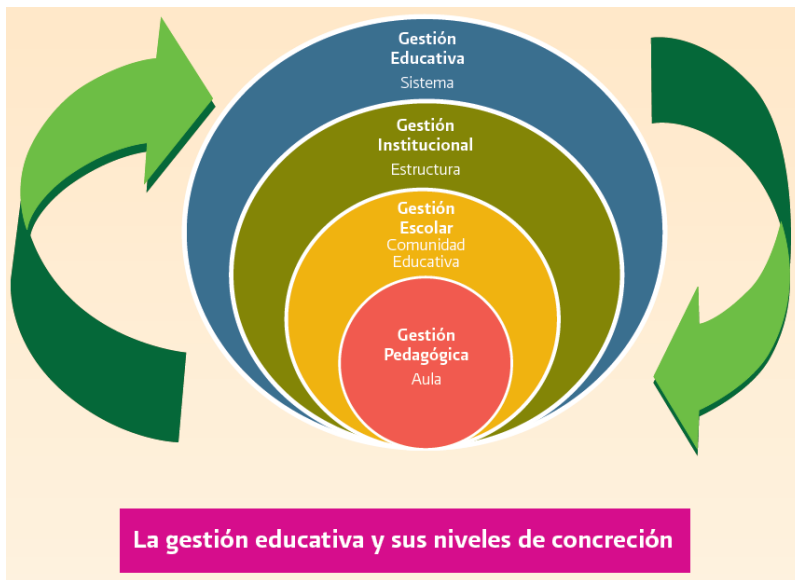 Gestión
Educativa
Sistema
Gestión
Institucional
Estructura
Gestión
Escolar
Comunidad
Educativa
Gestión
Pedagógica
Aula
La gestión educativa y sus niveles de concreción